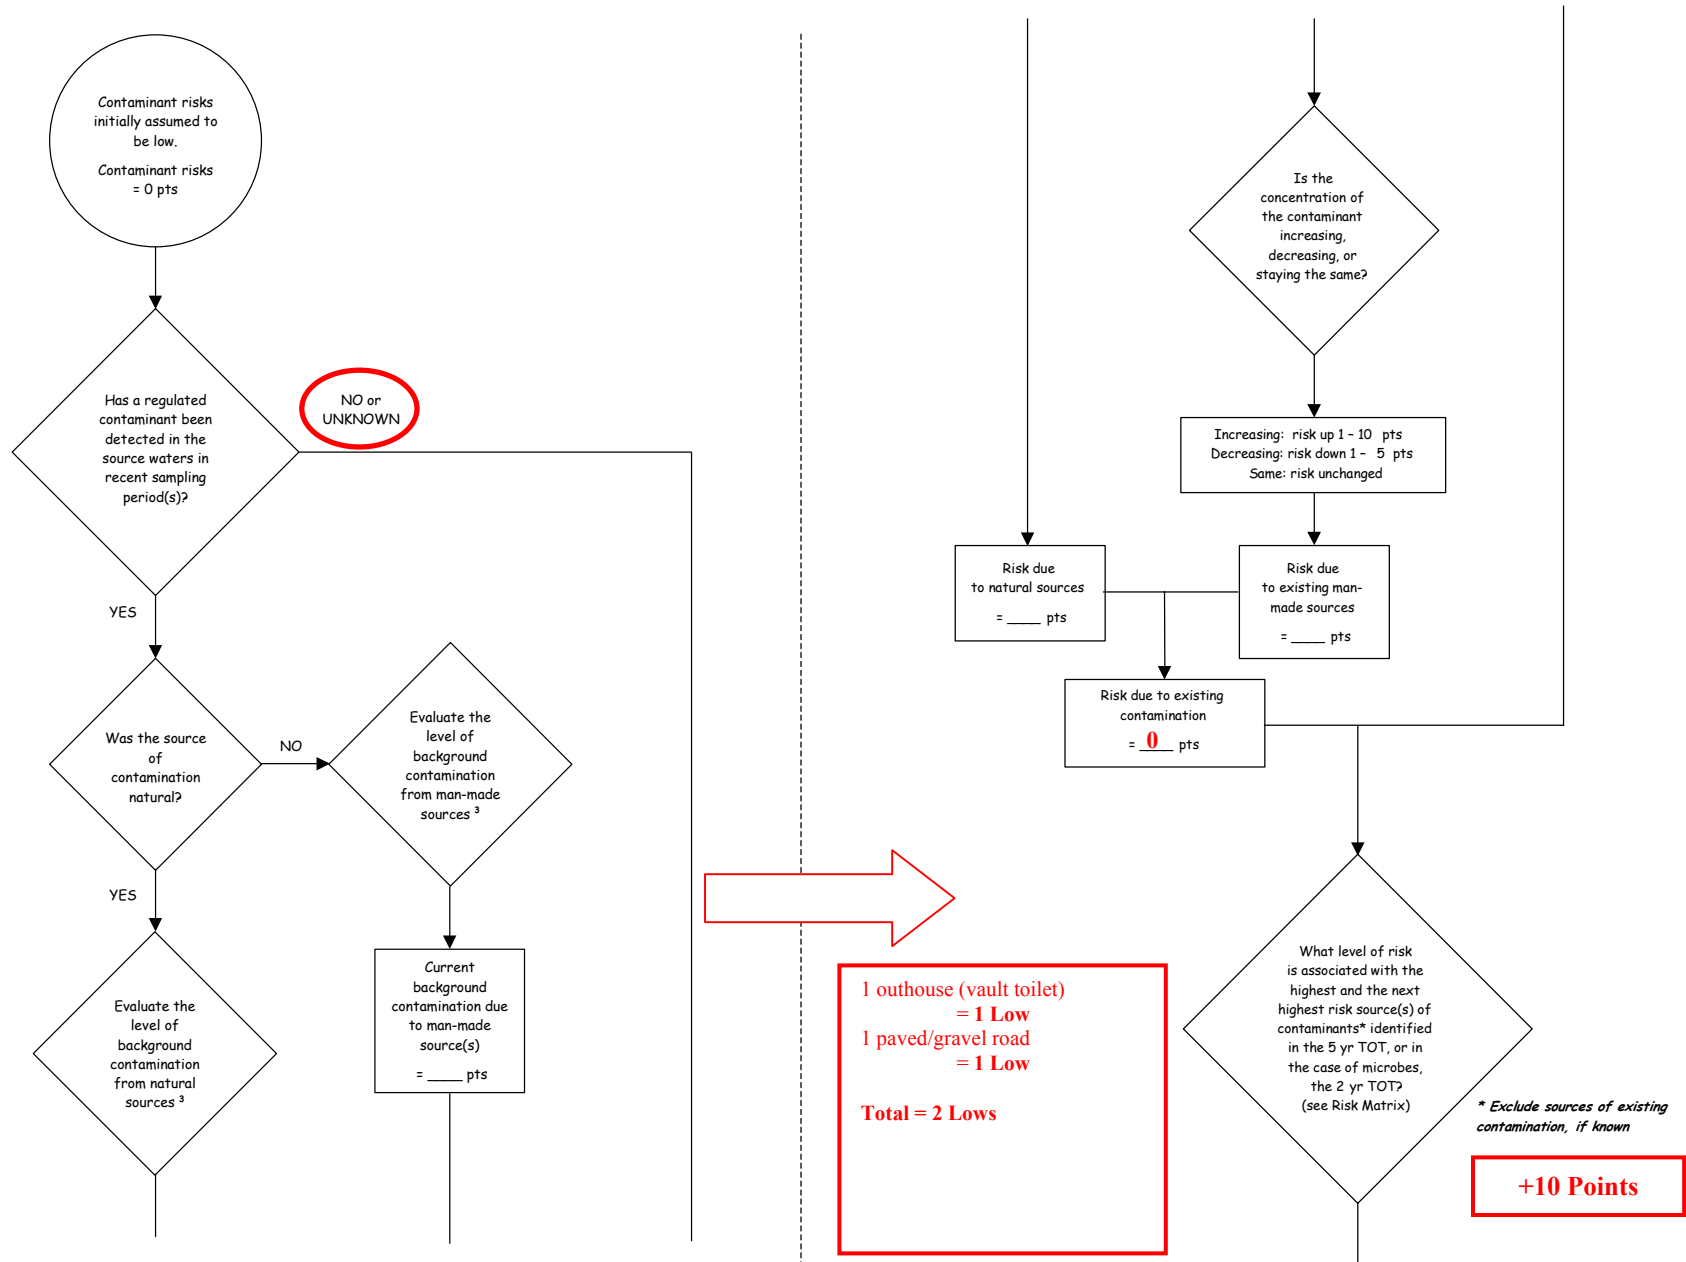 Contaminant risks
initially assumed to
be low.
Contaminant risks
= 0 pts
Has a regulated
contaminant been
detected in the
source waters in
recent sampling
period(s)?
NO or
UNKNOWN
YES
Was the source
of
contamination
natural?
NO
Evaluate the
level of
background
contamination
from man-made
sources ³
YES
Evaluate the
level of
background
contamination
from natural
sources ³
Current
background
contamination due
to man-made
source(s)
= ____ pts
Is the
concentration of
the contaminant
increasing,
decreasing, or
staying the same?
Increasing: risk up 1 – 10 pts
Decreasing: risk down 1 – 5 pts
Same: risk unchanged
Risk due
to natural sources
= ____ pts
Risk due
to existing man-
made sources
= ____ pts
Risk due to existing
contamination
= 0 pts
1 outhouse (vault toilet)
= 1 Low
1 paved/gravel road
= 1 Low
Total = 2 Lows
What level of risk
is associated with the
highest and the next
highest risk source(s) of
contaminants* identified
in the 5 yr TOT, or in
the case of microbes,
the 2 yr TOT?
(see Risk Matrix)
* Exclude sources of existing
contamination, if known
+10 Points